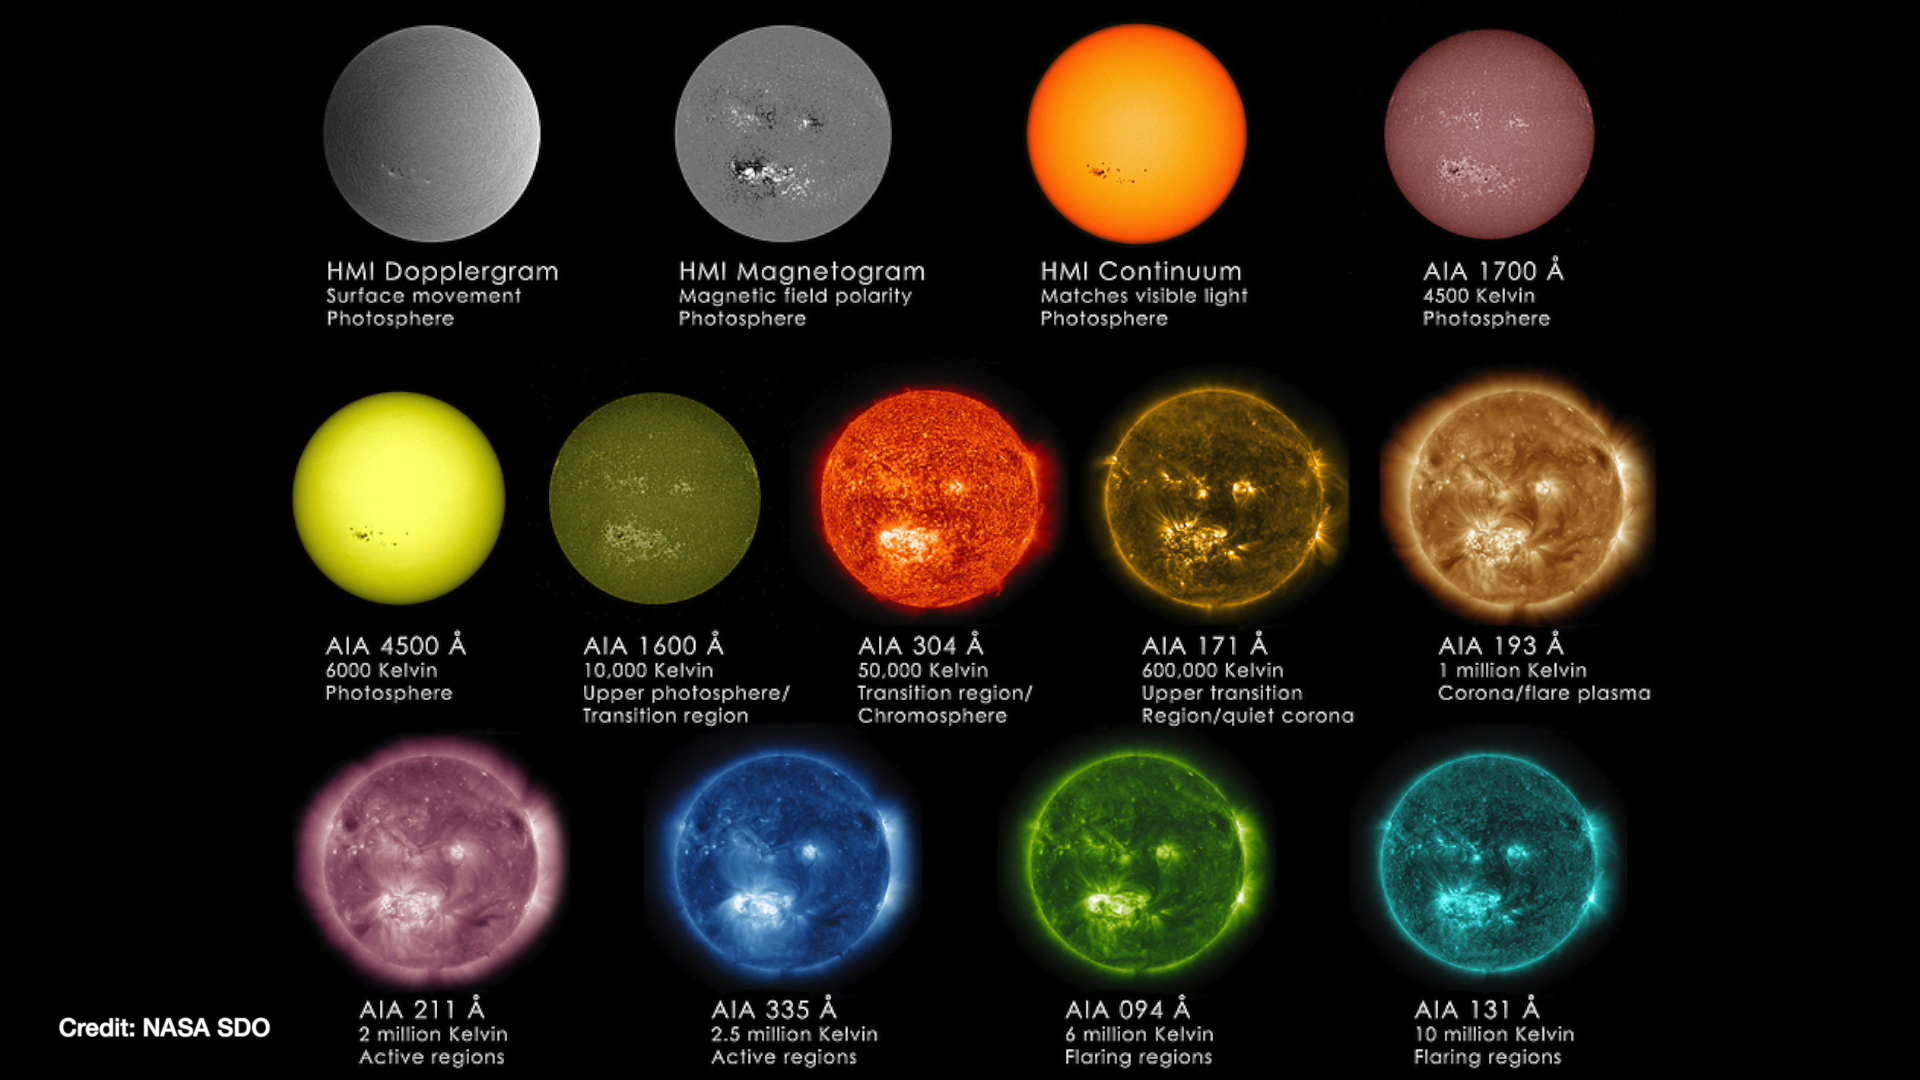 HMI Dopplergram
Surface movement
Photosphere
HMI Magnetogram
Magnetic field polarity
Photosphere
HMI Continuum
Matches visible light
Photosphere
AIA 1700 Å
4500 Kelvin
Photosphere
AIA 4500 Å
6000 Kelvin
Photosphere
AIA 1600 Å
10,000 Kelvin
Upper photosphere/
Transition region
AIA 304 Å
50,000 Kelvin
Transition region/
Chromosphere
AIA 171 Å
600,000 Kelvin
Upper transition
Region/quiet corona
AIA 193 Å
1 million Kelvin
Corona/flare plasma
AIA 211 Å
2 million Kelvin
Active regions
AIA 335 Å
2.5 million Kelvin
Active regions
AIA 094 Å
6 million Kelvin
Flaring regions
AIA 131 Å
10 million Kelvin
Flaring regions
Credit: NASA SDO